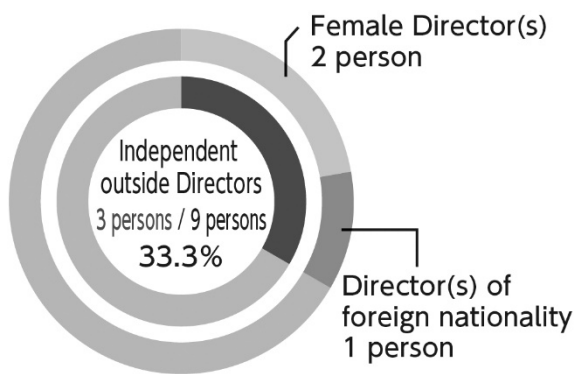 Female Director(s)
2 person
Independent
outside Directors
3 persons / 9 persons
33.3%
Director(s) of
foreign nationality
1 person